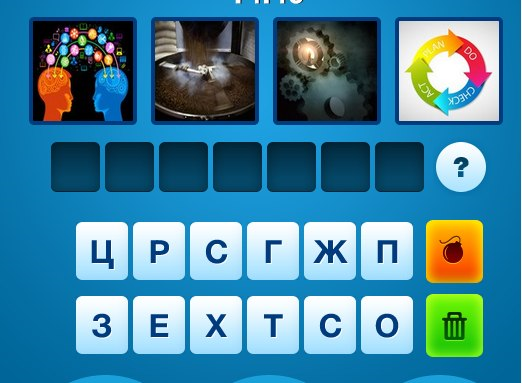 PLAN
DO
CHECK
ACT
?
Ц Р С Г Ж П
З Е Х Т С О